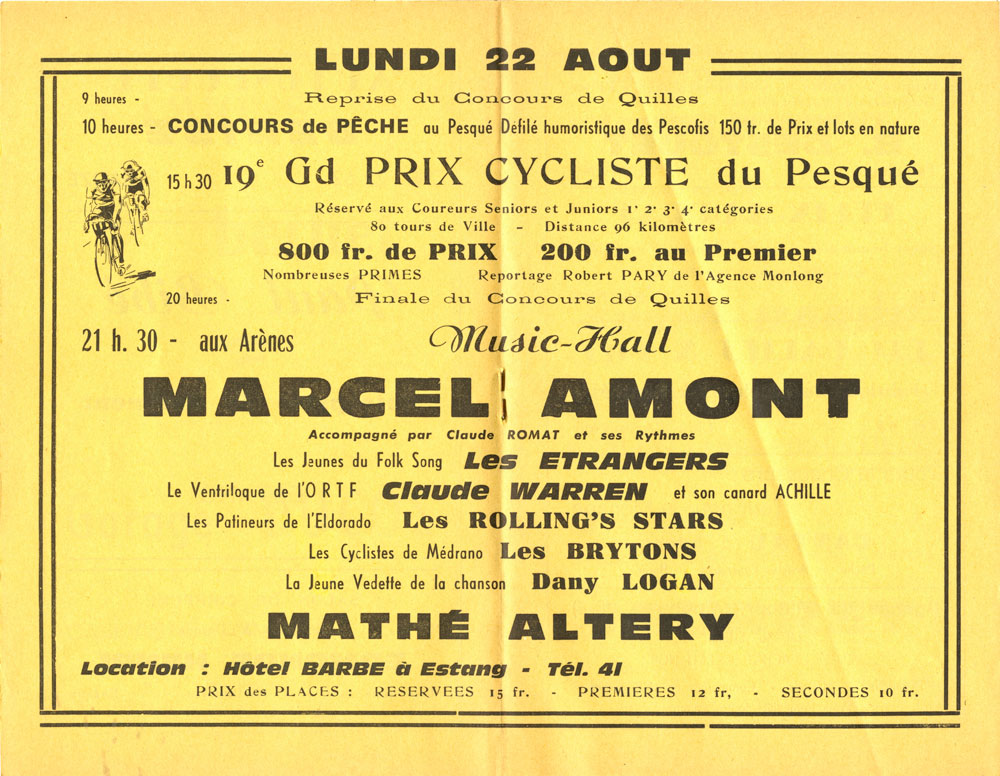 LUNDI 22 AOUT
9 heures - Reprise du Concours de Quilles
10 heures - CONCOURS de PÊCHE au Pesqué Défilé humoristique des Pescofis 150 fr. de Prix et lots en nature
15 h 30 19e Gd PRIX CYCLISTE du Pesqué
Réservé aux Coureurs Seniors et Juniors 1' 2' 3' 4' catégories
80 tours de Ville - Distance 96 kilomètres
800 fr. de PRIX 200 fr. au Premier
Nombreuses PRIMES Reportage Robert PARY de l'Agence Monlong
20 heures - Finale du Concours de Quilles
21 h. 30 - aux Arènes Music-Hall
MARCEL AMONT
Accompagné par Claude ROMAT et ses Rythmes
Les Jeunes du Folk Song Les ETRANGERS
Le Ventriloque de l'O R T F Claude WARREN et son canard ACHILLE
Les Patineurs de l'Eldorado Les ROLLING'S STARS
Les Cyclistes de Médrano Les BRYTONS
La Jeune Vedette de la chanson Dany LOGAN
MATHÉ ALTERY
Location : Hôtel BARBE à Estang - Tél. 41
PRIX des PLACES : RESERVEES 15 fr. - PREMIERES 12 fr, - SECONDES 10 fr.